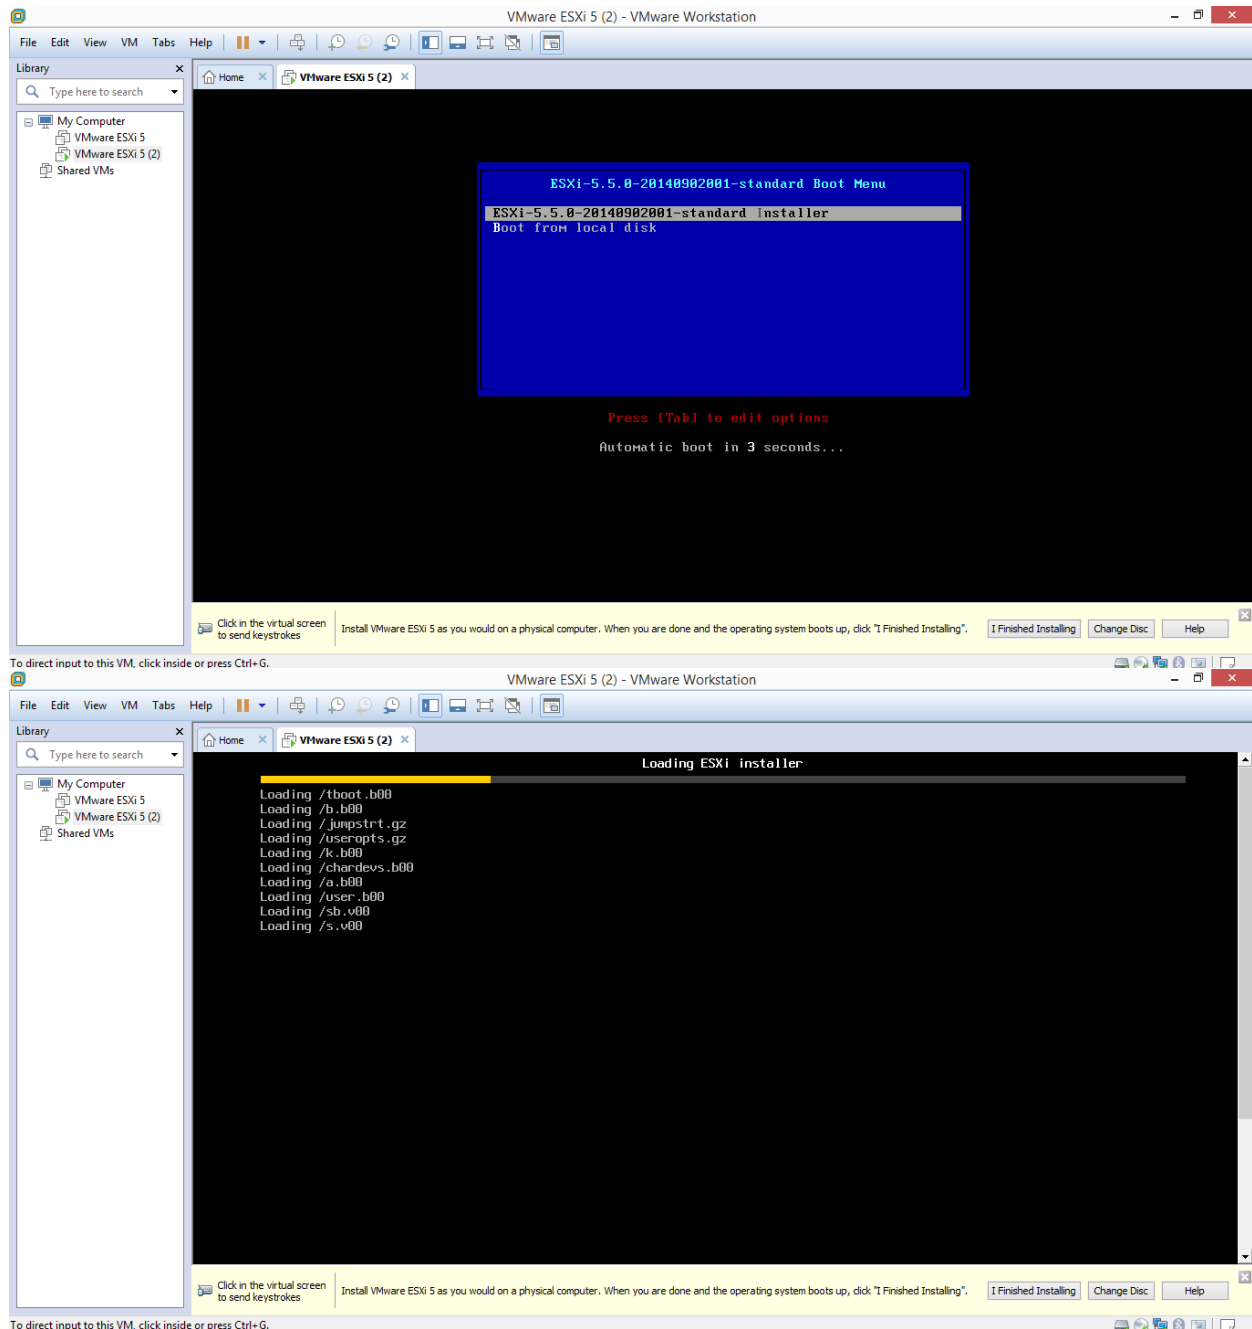 VMware ESXi 5 (2) - VMware Workstation
File Edit View VM Tabs Help
Library
Home
VMware ESXi 5 (2)
Type here to search
My Computer
VMware ESXi 5
VMware ESXi 5 (2)
Shared VMs
ESXi-5.5.0-20140902001-standard Boot Menu
ESXi-5.5.0-20140902001-standard Installer
Boot from local disk
Press [Tab] to edit options
Automatic boot in 3 seconds...
Click in the virtual screen
to send keystrokes
Install VMware ESXi 5 as you would on a physical computer. When you are done and the operating system boots up, click "I Finished Installing".
I Finished Installing
Change Disc
Help
To direct input to this VM, click inside or press Ctrl+G.
VMware ESXi 5 (2) - VMware Workstation
File Edit View VM Tabs Help
Library
Home
VMware ESXi 5 (2)
Type here to search
My Computer
VMware ESXi 5
VMware ESXi 5 (2)
Shared VMs
Loading ESXi installer
Loading /tboot.b00
Loading /b.b00
Loading /jumpstrt.gz
Loading /useropts.gz
Loading /k.b00
Loading /chardevs.b00
Loading /a.b00
Loading /user.b00
Loading /sb.v00
Loading /s.v00
Click in the virtual screen
to send keystrokes
Install VMware ESXi 5 as you would on a physical computer. When you are done and the operating system boots up, click "I Finished Installing".
I Finished Installing
Change Disc
Help
To direct input to this VM, click inside or press Ctrl+G.